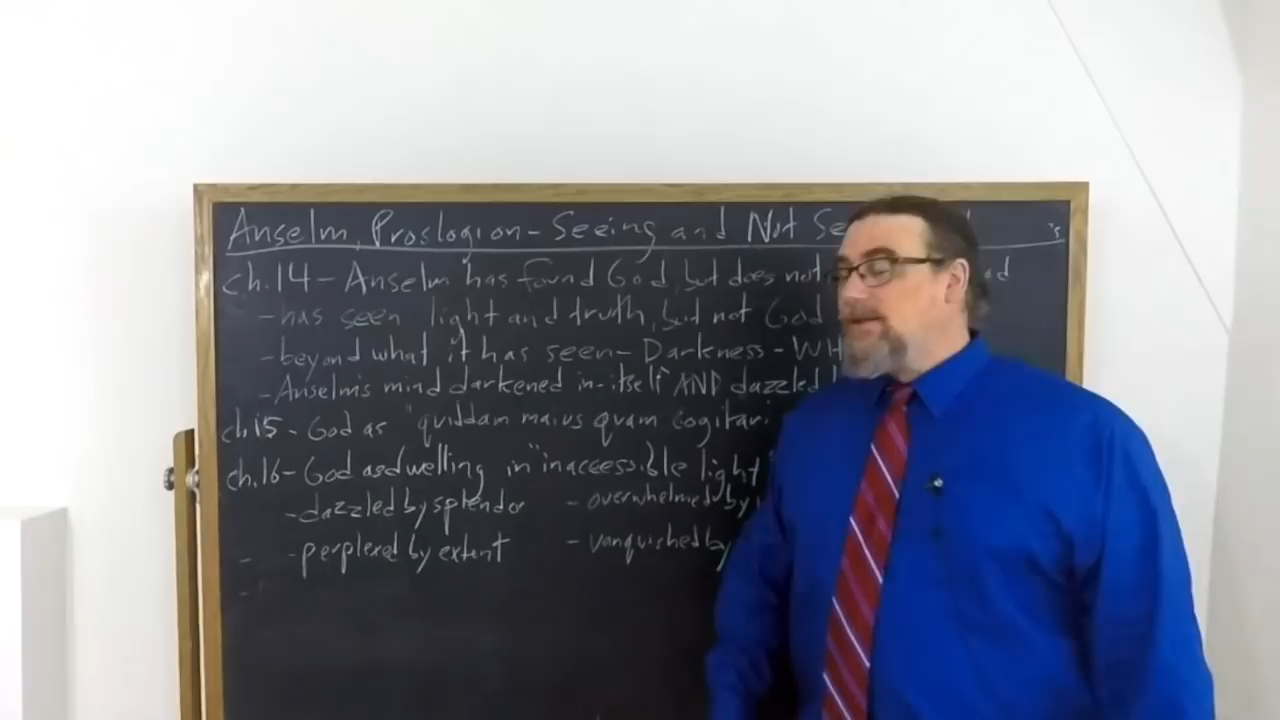 Anselm, Proslogion - Seeing and Not Se
ch. 14 - Anselm has found God, but does not
- has seen light and truth, but not God
- beyond what it has seen - Darkness - WH
- Anselm's mind darkened in-itself AND dazzled
ch 15 - God as "quiddam maius quam cogitari
ch. 16 - God as dwelling in "inaccessible light
- dazzled by splendor - overwhelmed by
- perplexed by extent - vanquished by